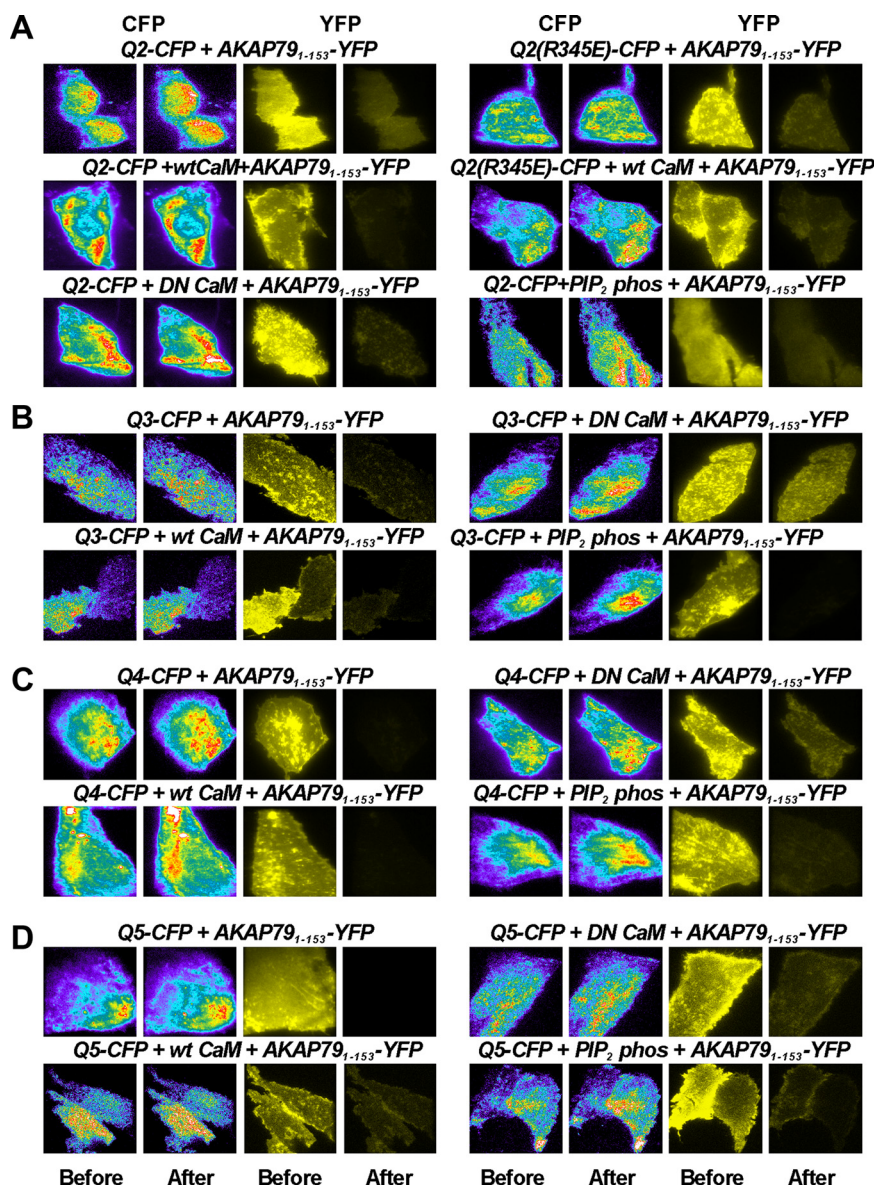 A CFP YFP CFP YFP
Q2-CFP + AKAP79₁₋₁₅₃-YFP Q2(R345E)-CFP + AKAP79₁₋₁₅₃-YFP
Q2-CFP +wtCaM+AKAP79₁₋₁₅₃-YFP Q2(R345E)-CFP + wt CaM + AKAP79₁₋₁₅₃-YFP
Q2-CFP + DN CaM + AKAP79₁₋₁₅₃-YFP Q2-CFP+PIP₂ phos + AKAP79₁₋₁₅₃-YFP
B Q3-CFP + AKAP79₁₋₁₅₃-YFP Q3-CFP + DN CaM + AKAP79₁₋₁₅₃-YFP
Q3-CFP + wt CaM + AKAP79₁₋₁₅₃-YFP Q3-CFP + PIP₂ phos + AKAP79₁₋₁₅₃-YFP
C Q4-CFP + AKAP79₁₋₁₅₃-YFP Q4-CFP + DN CaM + AKAP79₁₋₁₅₃-YFP
Q4-CFP + wt CaM + AKAP79₁₋₁₅₃-YFP Q4-CFP + PIP₂ phos + AKAP79₁₋₁₅₃-YFP
D Q5-CFP + AKAP79₁₋₁₅₃-YFP Q5-CFP + DN CaM + AKAP79₁₋₁₅₃-YFP
Q5-CFP + wt CaM + AKAP79₁₋₁₅₃-YFP Q5-CFP + PIP₂ phos + AKAP79₁₋₁₅₃-YFP
Before After Before After Before After Before After